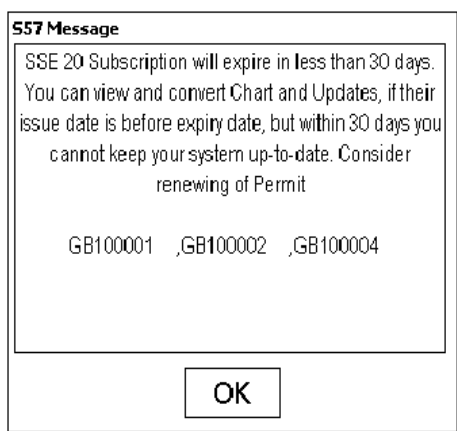 S57 Message
SSE 20 Subscription will expire in less than 30 days.
You can view and convert Chart and Updates, if their
issue date is before expiry date, but within 30 days you
cannot keep your system up-to-date. Consider
renewing of Permit
GB100001 ,GB100002 ,GB100004
OK